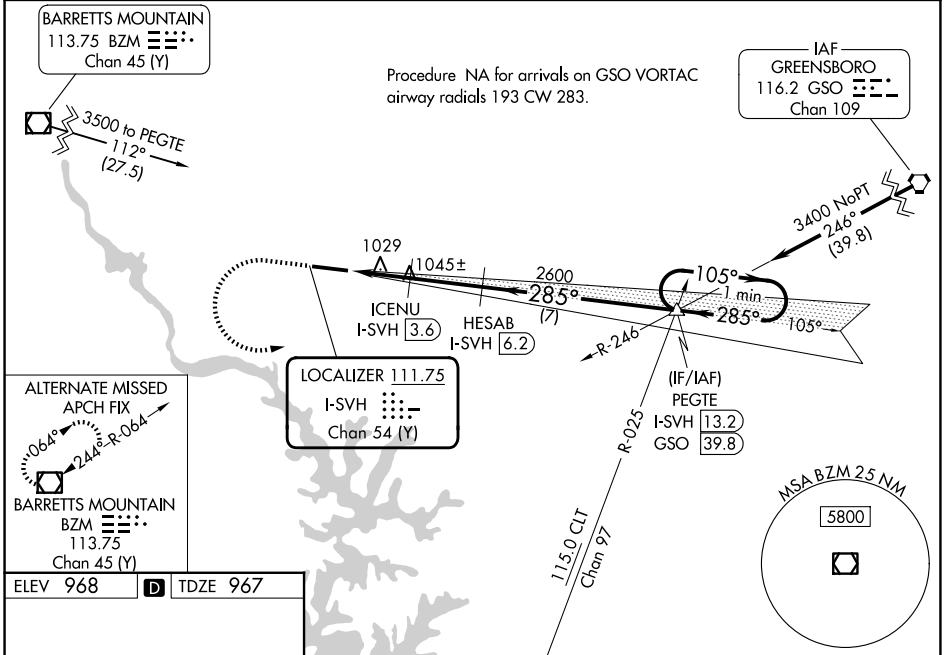 BARRETTS MOUNTAIN
113.75 BZM
Chan 45 (Y)
3500 to PEGTE
112°
(27.5)
Procedure NA for arrivals on GSO VORTAC
airway radials 193 CW 283.
IAF
GREENSBORO
116.2 GSO
Chan 109
3400 NoPT
246°
(39.8)
1029
1045±
ICENU
I-SVH 3.6
HESAB
I-SVH 6.2
2600
285°
(7)
105°
1 min
285°
105°
R-246
(IF/IAF)
PEGTE
I-SVH 13.2
GSO 39.8
R-025
115.0 CLT
Chan 97
LOCALIZER 111.75
I-SVH
Chan 54 (Y)
ALTERNATE MISSED
APCH FIX
064°
244°
R-064
BARRETTS MOUNTAIN
BZM
113.75
Chan 45 (Y)
MSA BZM 25 NM
5800
ELEV 968 D TDZE 967